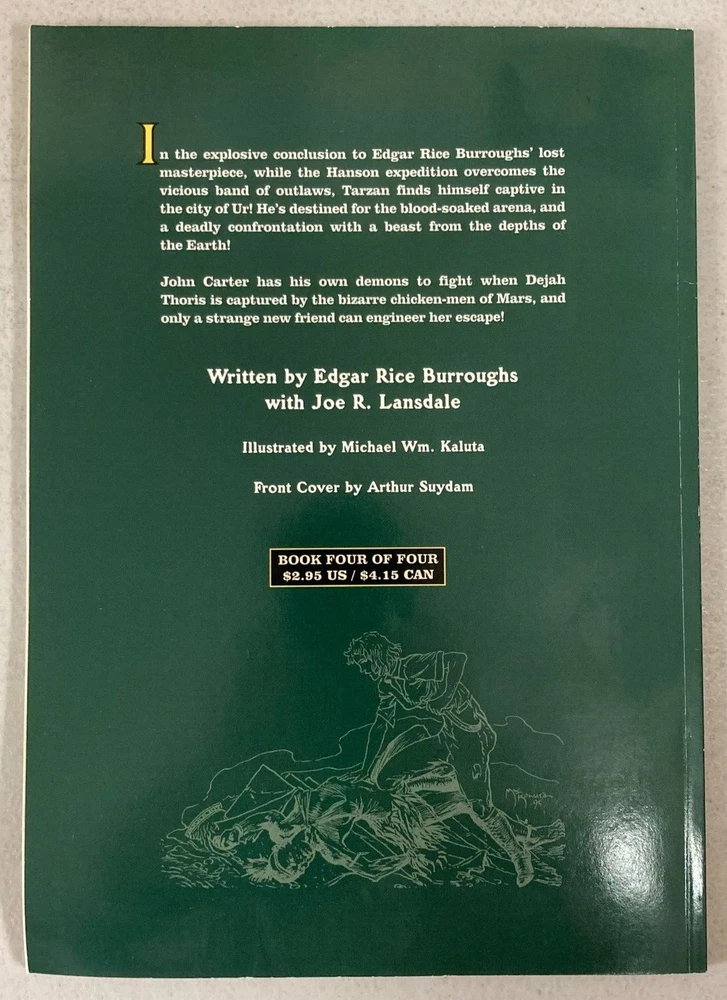 In the explosive conclusion to Edgar Rice Burroughs' lost
masterpiece, while the Hanson expedition overcomes the
vicious band of outlaws, Tarzan finds himself captive in
the city of Ur! He's destined for the blood-soaked arena, and
a deadly confrontation with a beast from the depths of
the Earth!
John Carter has his own demons to fight when Dejah
Thoris is captured by the bizarre chicken-men of Mars, and
only a strange new friend can engineer her escape!
Written by Edgar Rice Burroughs
with Joe R. Lansdale
Illustrated by Michael Wm. Kaluta
Front Cover by Arthur Suydam
BOOK FOUR OF FOUR
$2.95 US / $4.15 CAN